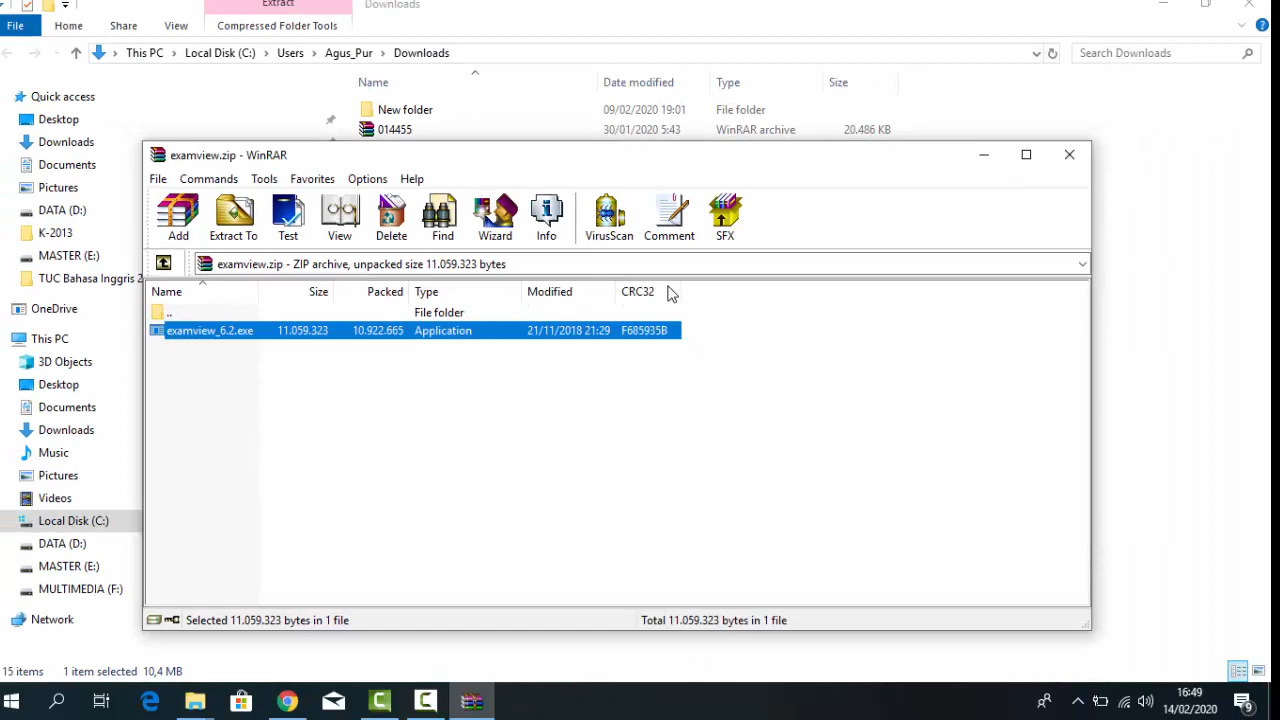 Extract
Downloads
File
Home
Share
View
Compressed Folder Tools
This PC
Local Disk (C:)
Users
Agus_Pur
Downloads
Search Downloads
Name
Date modified
Type
Size
New folder
09/02/2020 19:01
File folder
014455
30/01/2020 5:43
WinRAR archive
20.486 KB
Quick access
Desktop
Downloads
Documents
Pictures
DATA (D:)
K-2013
MASTER (E:)
TUC Bahasa Inggris 2
OneDrive
This PC
3D Objects
Desktop
Documents
Downloads
Music
Pictures
Videos
Local Disk (C:)
DATA (D:)
MASTER (E:)
MULTIMEDIA (F:)
Network
examview.zip - WinRAR
File
Commands
Tools
Favorites
Options
Help
Add
Extract To
Test
View
Delete
Find
Wizard
Info
VirusScan
Comment
SFX
examview.zip - ZIP archive, unpacked size 11.059.323 bytes
Name
Size
Packed
Type
Modified
CRC32
..
File folder
examview_6.2.exe
11.059.323
10.922.665
Application
21/11/2018 21:29
F685935B
Selected 11.059.323 bytes in 1 file
Total 11.059.323 bytes in 1 file
15 items
1 item selected
10,4 MB
16:49
14/02/2020
9